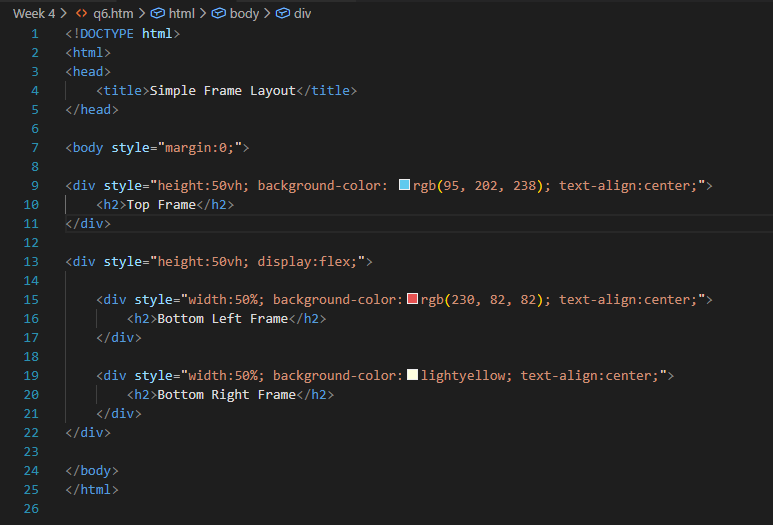 Week 4 > <> q6.htm > html > body > div
1 <!DOCTYPE html>
2 <html>
3 <head>
4     <title>Simple Frame Layout</title>
5 </head>
6
7 <body style="margin:0;">
8
9 <div style="height:50vh; background-color: rgb(95, 202, 238); text-align:center;">
10     <h2>Top Frame</h2>
11 </div>
12
13 <div style="height:50vh; display:flex;">
14
15     <div style="width:50%; background-color:rgb(230, 82, 82); text-align:center;">
16         <h2>Bottom Left Frame</h2>
17     </div>
18
19     <div style="width:50%; background-color:lightyellow; text-align:center;">
20         <h2>Bottom Right Frame</h2>
21     </div>
22 </div>
23
24 </body>
25 </html>
26